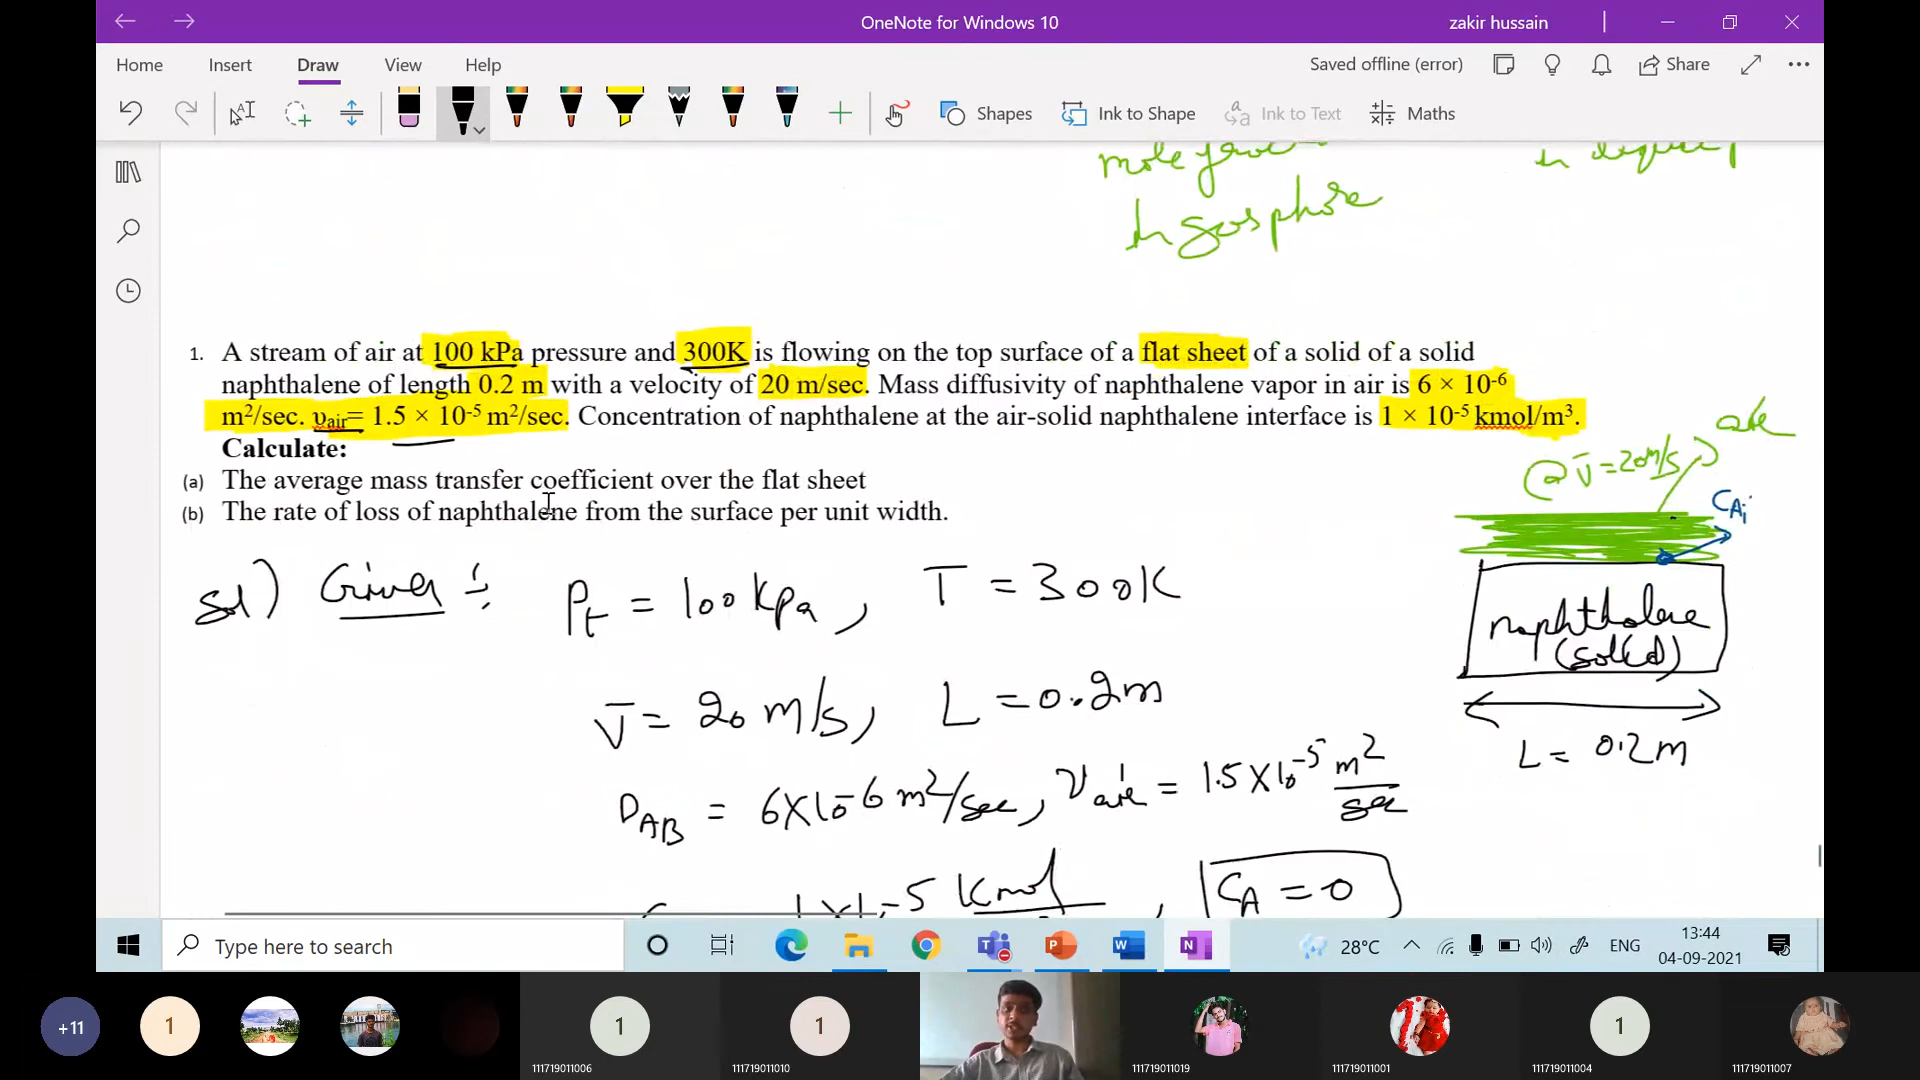 OneNote for Windows 10
zakir hussain
Home Insert Draw View Help
Saved offline (error)
Share
Shapes
Ink to Shape
Ink to Text
Maths
mole
in
in gas phase
1. A stream of air at 100 kPa pressure and 300K is flowing on the top surface of a flat sheet of a solid of a solid
naphthalene of length 0.2 m with a velocity of 20 m/sec. Mass diffusivity of naphthalene vapor in air is 6 × 10-6
m2/sec. υair= 1.5 × 10-5 m2/sec. Concentration of naphthalene at the air-solid naphthalene interface is 1 × 10-5 kmol/m3.
Calculate:
(a) The average mass transfer coefficient over the flat sheet
(b) The rate of loss of naphthalene from the surface per unit width.
air
@ v̄ = 20m/s
CAi
naphthalene
(solid)
L = 0.2m
Sol) Given :
Pt = 100kPa, T = 300K
v̄ = 20 m/s, L = 0.2m
DAB = 6X10-6 m2/sec, νair = 1.5X10-5 m2/sec
1X10-5 Kmol , CA = 0
Type here to search
28°C
ENG
13:44
04-09-2021
+11
1
1
1
1
111719011006
111719011010
111719011019
111719011001
111719011004
111719011007